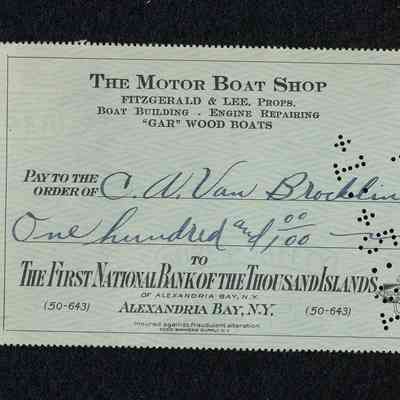 THE MOTOR BOAT SHOP
FITZGERALD & LEE, PROPS.
BOAT BUILDING - ENGINE REPAIRING
"GAR" WOOD BOATS
PAY TO THE
ORDER OF C. W. Van Brocklin
One hundred and 00/100
TO
THE FIRST NATIONAL BANK OF THE THOUSAND ISLANDS
OF ALEXANDRIA BAY, N.Y.
(50-643) ALEXANDRIA BAY, N.Y. (50-643)
Insured against fraudulent alteration